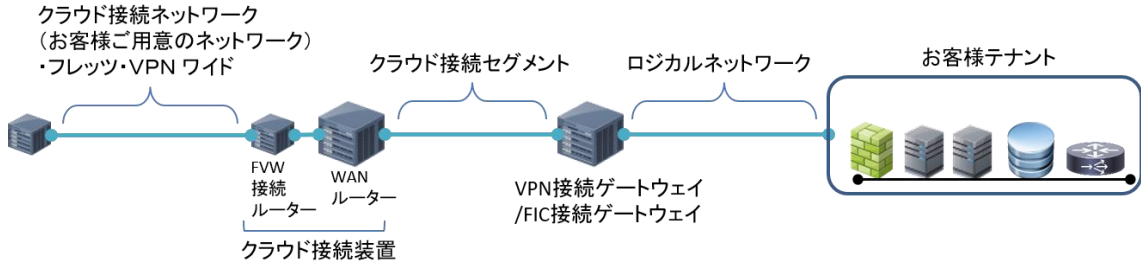 クラウド接続ネットワーク
（お客様ご用意のネットワーク）
・フレッツ・VPN ワイド
クラウド接続セグメント
ロジカルネットワーク
お客様テナント
FVW
接続
ルーター
WAN
ルーター
クラウド接続装置
VPN接続ゲートウェイ
/FIC接続ゲートウェイ